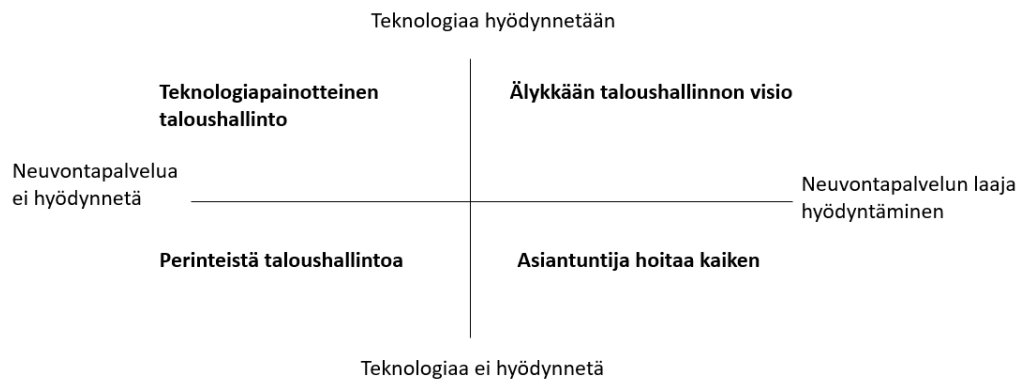 Teknologiaa hyödynnetään
Teknologiapainotteinen
taloushallinto
Älykkään taloushallinnon visio
Neuvontapalvelua
ei hyödynnetä
Neuvontapalvelun laaja
hyödyntäminen
Perinteistä taloushallintoa
Asiantuntija hoitaa kaiken
Teknologiaa ei hyödynnetä